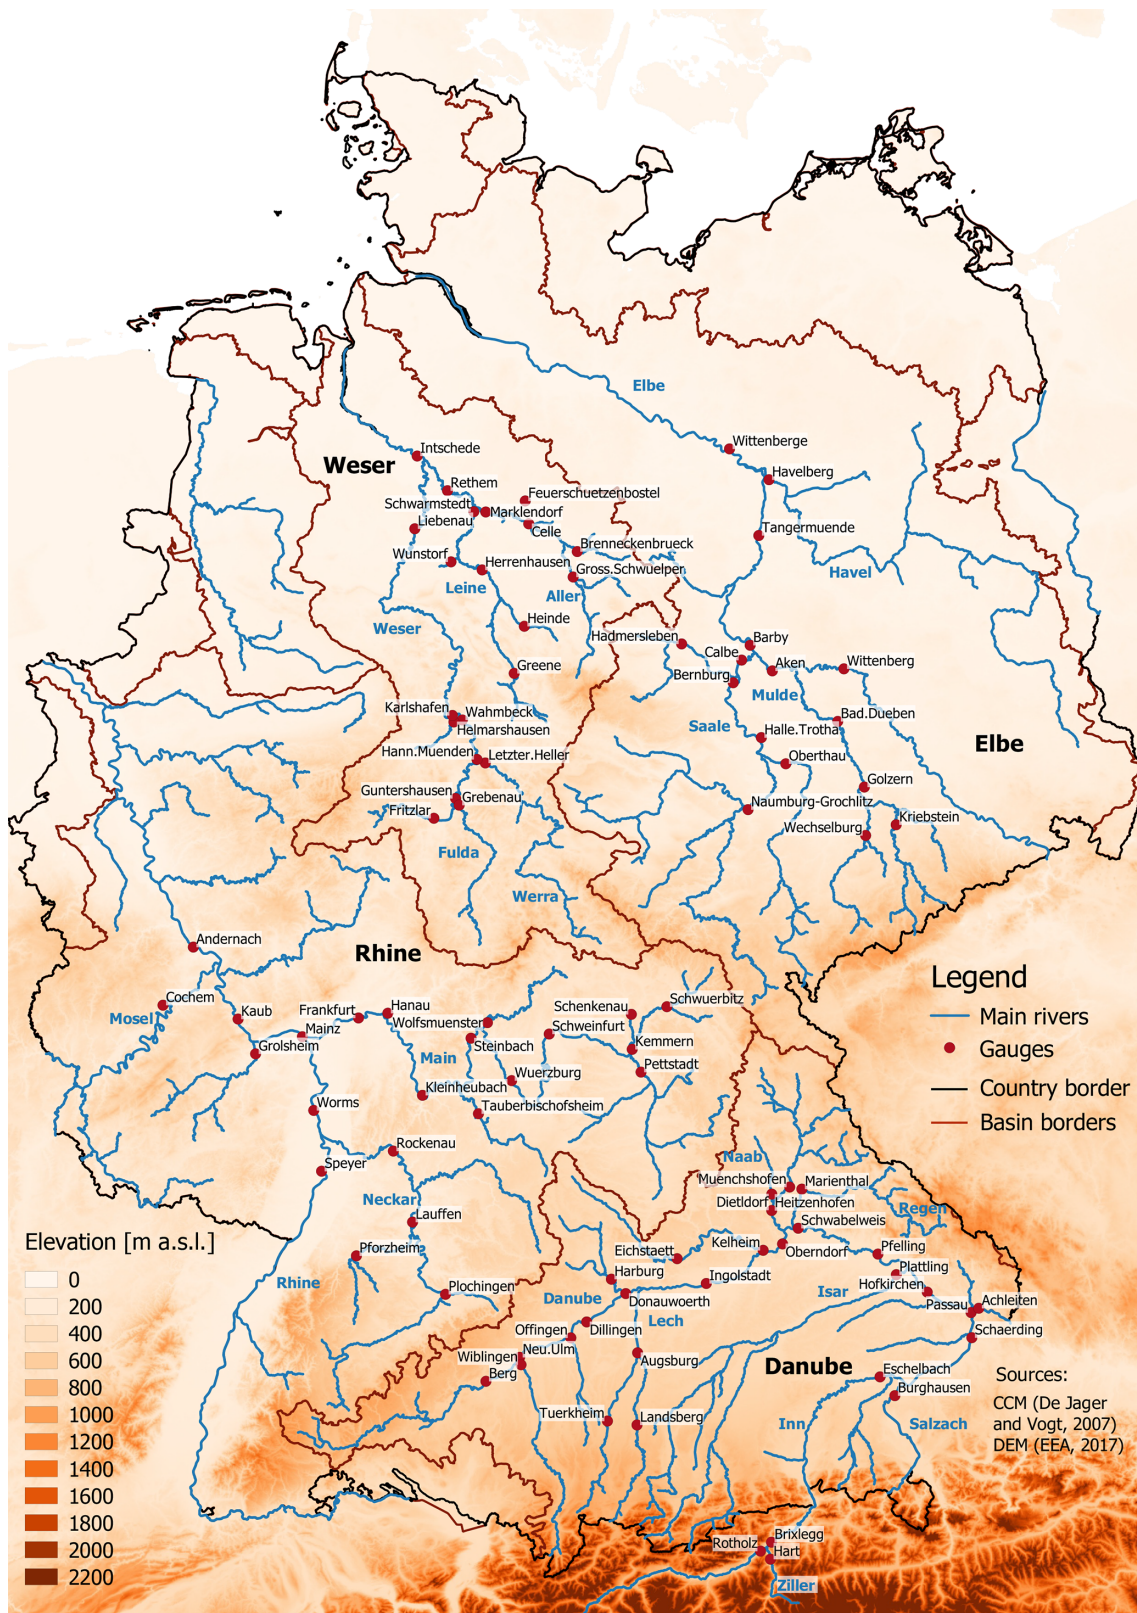 Elbe
Wittenberge
Intschede
Weser
Havelberg
Rethem
Feuerschuetzenbostel
Schwarmstedt
Marklendorf
Liebenau
Celle
Tangermuende
Brenneckenbrueck
Wunstorf
Herrenhausen
Gross.Schwuelper
Havel
Leine
Aller
Heinde
Weser
Hadmersleben
Barby
Calbe
Aken
Wittenberg
Greene
Bernburg
Mulde
Karlshafen
Wahmbeck
Bad.Dueben
Helmarshausen
Saale
Halle.Trotha
Elbe
Hann.Muenden
Letzter.Heller
Oberthau
Golzern
Guntershausen
Grebenau
Naumburg-Grochlitz
Fritzlar
Kriebstein
Wechselburg
Fulda
Werra
Andernach
Rhine
Legend
Cochem
Schwuerbitz
Hanau
Schenkenau
Mosel
Kaub
Frankfurt
Wolfsmuenster
Main rivers
Mainz
Schweinfurt
Grolsheim
Steinbach
Kemmern
Gauges
Main
Pettstadt
Wuerzburg
Kleinheubach
Country border
Worms
Tauberbischofsheim
Basin borders
Rockenau
Naab
Speyer
Muenchshofen
Marienthal
Neckar
Dietldorf
Heitzenhofen
Regen
Lauffen
Schwabelweis
Elevation [m a.s.l.]
Pforzheim
Eichstaett
Kelheim
Oberndorf
Pfelling
Plattling
0
Rhine
Harburg
Ingolstadt
Hofkirchen
Plochingen
Isar
200
Danube
Donauwoerth
Passau
Achleiten
Lech
400
Offingen
Dillingen
Schaerding
600
Wiblingen
Neu.Ulm
Augsburg
Danube
Eschelbach
Sources:
800
Berg
Burghausen
CCM (De Jager
1000
Tuerkheim
Landsberg
Inn
Salzach
and Vogt, 2007)
1200
DEM (EEA, 2017)
1400
1600
1800
Brixlegg
Rotholz
2000
Hart
2200
Ziller